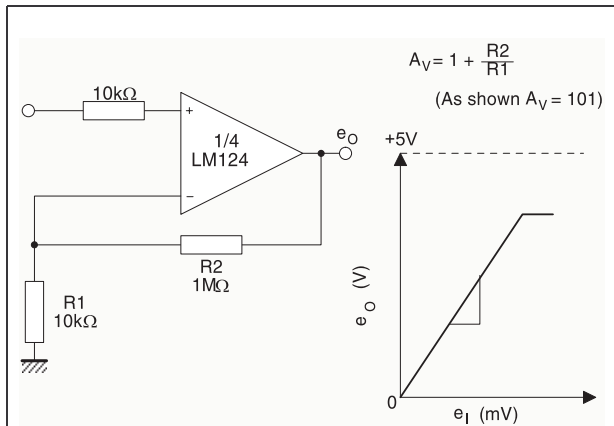 A_V = 1 + R2/R1
(As shown A_V = 101)
10kΩ
+
1/4
LM124
−
e_O
R2
1MΩ
R1
10kΩ
+5V
e_O (V)
0
e_I (mV)